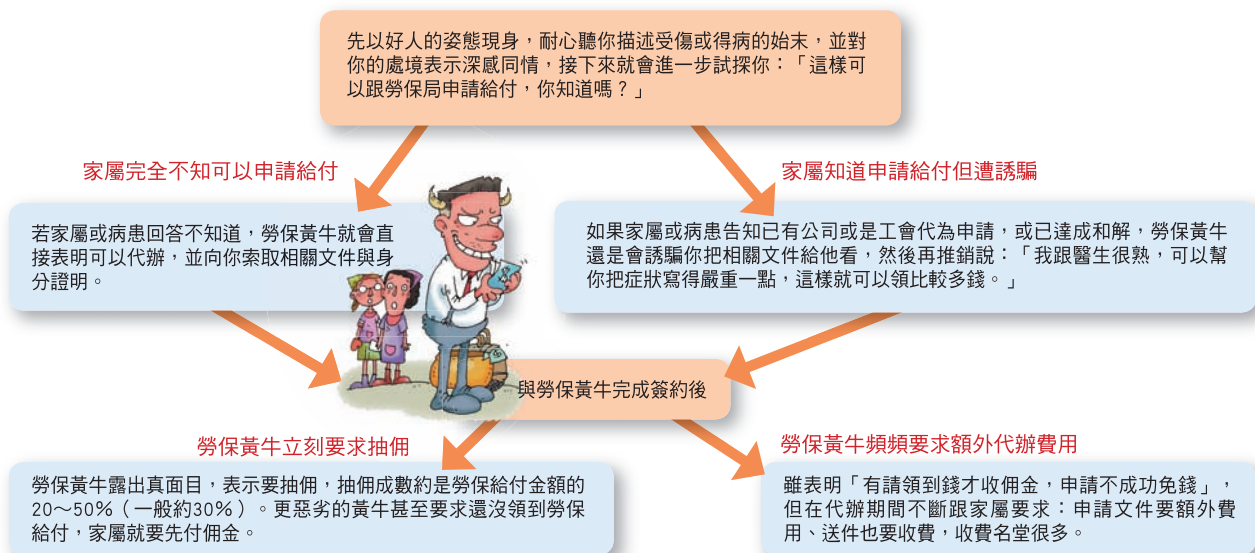 先以好人的姿態現身，耐心聽你描述受傷或得病的始末，並對
你的處境表示深感同情，接下來就會進一步試探你：「這樣可
以跟勞保局申請給付，你知道嗎？」
家屬完全不知可以申請給付
若家屬或病患回答不知道，勞保黃牛就會直
接表明可以代辦，並向你索取相關文件與身
分證明。
家屬知道申請給付但遭誘騙
如果家屬或病患告知已有公司或是工會代為申請，或已達成和解，勞保黃牛
還是會誘騙你把相關文件給他看，然後再推銷說：「我跟醫生很熟，可以幫
你把症狀寫得嚴重一點，這樣就可以領比較多錢。」
與勞保黃牛完成簽約後
勞保黃牛立刻要求抽佣
勞保黃牛露出真面目，表示要抽佣，抽佣成數約是勞保給付金額的
20～50%（一般約30%）。更惡劣的黃牛甚至要求還沒領到勞保
給付，家屬就要先付佣金。
勞保黃牛頻頻要求額外代辦費用
雖表明「有請領到錢才收佣金，申請不成功免錢」，
但在代辦期間不斷跟家屬要求：申請文件要額外費
用、送件也要收費，收費名堂很多。